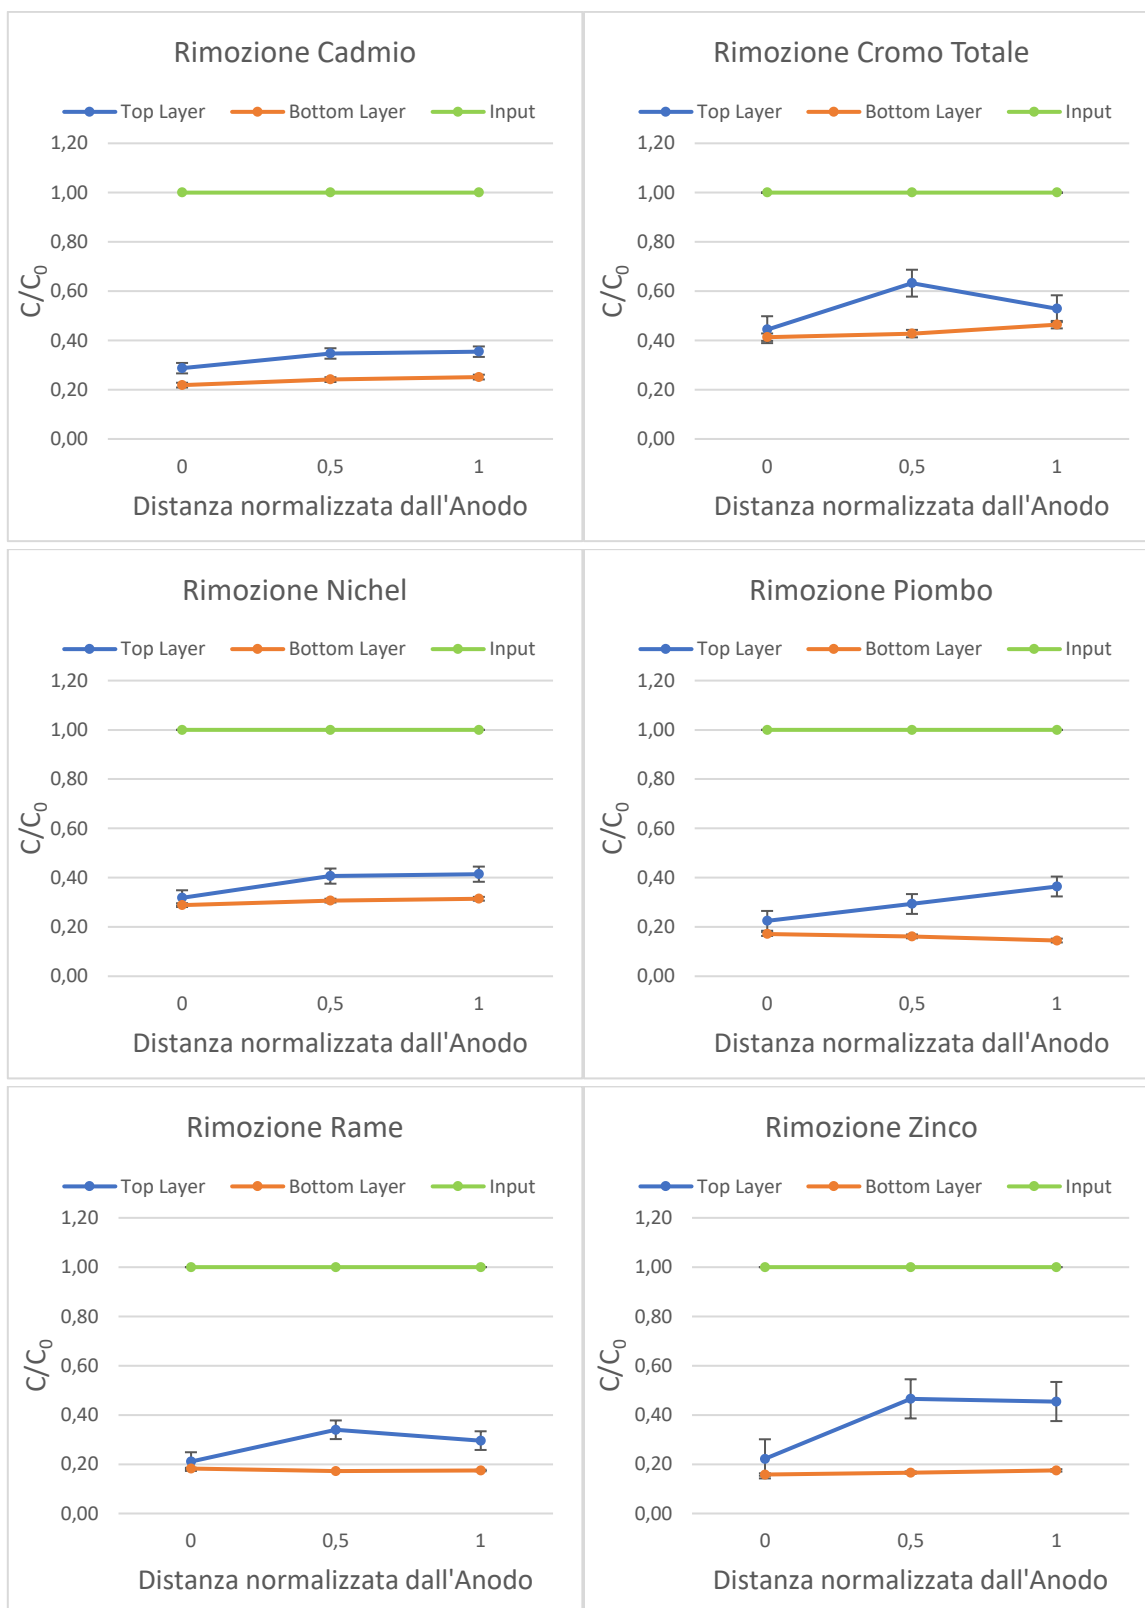 Rimozione Cadmio
Top Layer Bottom Layer Input
1,20
1,00
0,80
0,60
0,40
0,20
0,00
C/C₀
0 0,5 1
Distanza normalizzata dall'Anodo
Rimozione Cromo Totale
Top Layer Bottom Layer Input
1,20
1,00
0,80
0,60
0,40
0,20
0,00
C/C₀
0 0,5 1
Distanza normalizzata dall'Anodo
Rimozione Nichel
Top Layer Bottom Layer Input
1,20
1,00
0,80
0,60
0,40
0,20
0,00
C/C₀
0 0,5 1
Distanza normalizzata dall'Anodo
Rimozione Piombo
Top Layer Bottom Layer Input
1,20
1,00
0,80
0,60
0,40
0,20
0,00
C/C₀
0 0,5 1
Distanza normalizzata dall'Anodo
Rimozione Rame
Top Layer Bottom Layer Input
1,20
1,00
0,80
0,60
0,40
0,20
0,00
C/C₀
0 0,5 1
Distanza normalizzata dall'Anodo
Rimozione Zinco
Top Layer Bottom Layer Input
1,20
1,00
0,80
0,60
0,40
0,20
0,00
C/C₀
0 0,5 1
Distanza normalizzata dall'Anodo